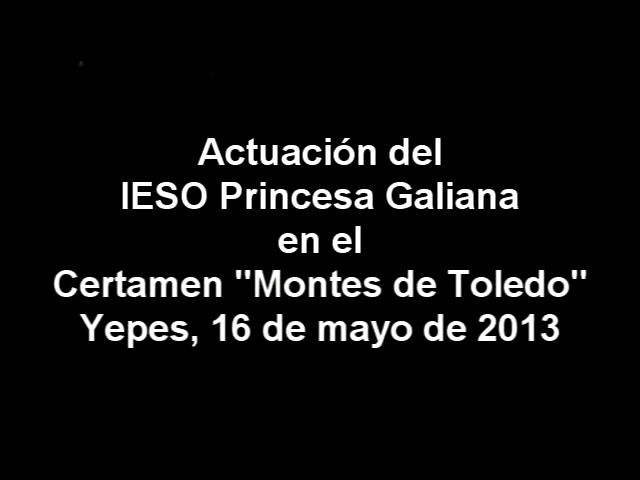 Actuación del
IESO Princesa Galiana
en el
Certamen "Montes de Toledo"
Yepes, 16 de mayo de 2013